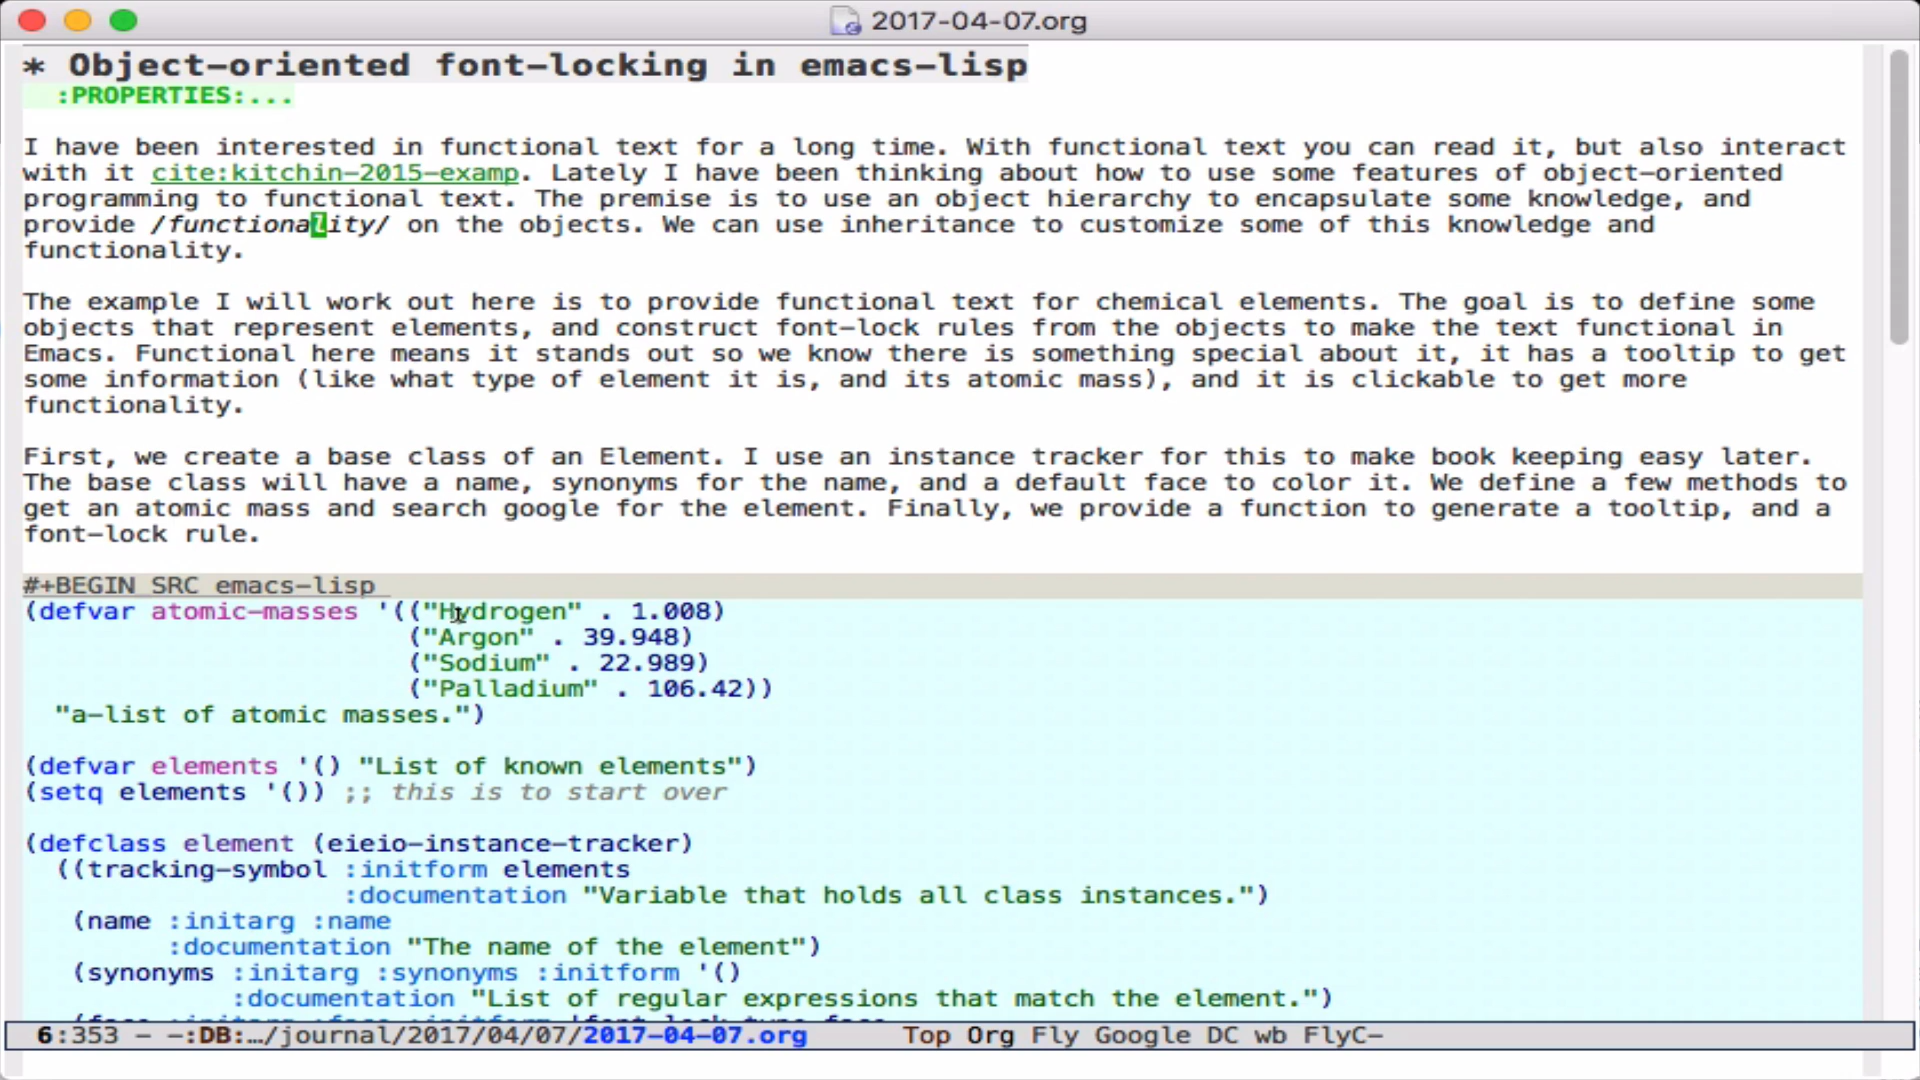 2017-04-07.org
* Object-oriented font-locking in emacs-lisp
:PROPERTIES:...
I have been interested in functional text for a long time. With functional text you can read it, but also interact
with it cite:kitchin-2015-examp. Lately I have been thinking about how to use some features of object-oriented
programming to functional text. The premise is to use an object hierarchy to encapsulate some knowledge, and
provide /functionality/ on the objects. We can use inheritance to customize some of this knowledge and
functionality.
The example I will work out here is to provide functional text for chemical elements. The goal is to define some
objects that represent elements, and construct font-lock rules from the objects to make the text functional in
Emacs. Functional here means it stands out so we know there is something special about it, it has a tooltip to get
some information (like what type of element it is, and its atomic mass), and it is clickable to get more
functionality.
First, we create a base class of an Element. I use an instance tracker for this to make book keeping easy later.
The base class will have a name, synonyms for the name, and a default face to color it. We define a few methods to
get an atomic mass and search google for the element. Finally, we provide a function to generate a tooltip, and a
font-lock rule.
#+BEGIN_SRC emacs-lisp
(defvar atomic-masses '(("Hydrogen" . 1.008)
("Argon" . 39.948)
("Sodium" . 22.989)
("Palladium" . 106.42))
"a-list of atomic masses.")
(defvar elements '() "List of known elements")
(setq elements '()) ;; this is to start over
(defclass element (eieio-instance-tracker)
((tracking-symbol :initform elements
:documentation "Variable that holds all class instances.")
(name :initarg :name
:documentation "The name of the element")
(synonyms :initarg :synonyms :initform '()
:documentation "List of regular expressions that match the element.")
6:353 - -:DB:…/journal/2017/04/07/2017-04-07.org Top Org Fly Google DC wb FlyC-